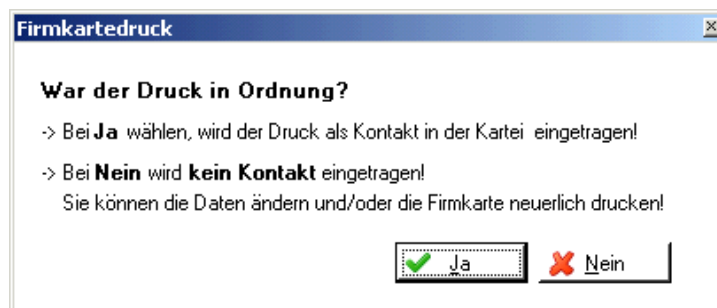 Firmkartedruck
War der Druck in Ordnung?
-> Bei Ja wählen, wird der Druck als Kontakt in der Kartei eingetragen!
-> Bei Nein wird kein Kontakt eingetragen!
Sie können die Daten ändern und/oder die Firmkarte neuerlich drucken!
Ja Nein